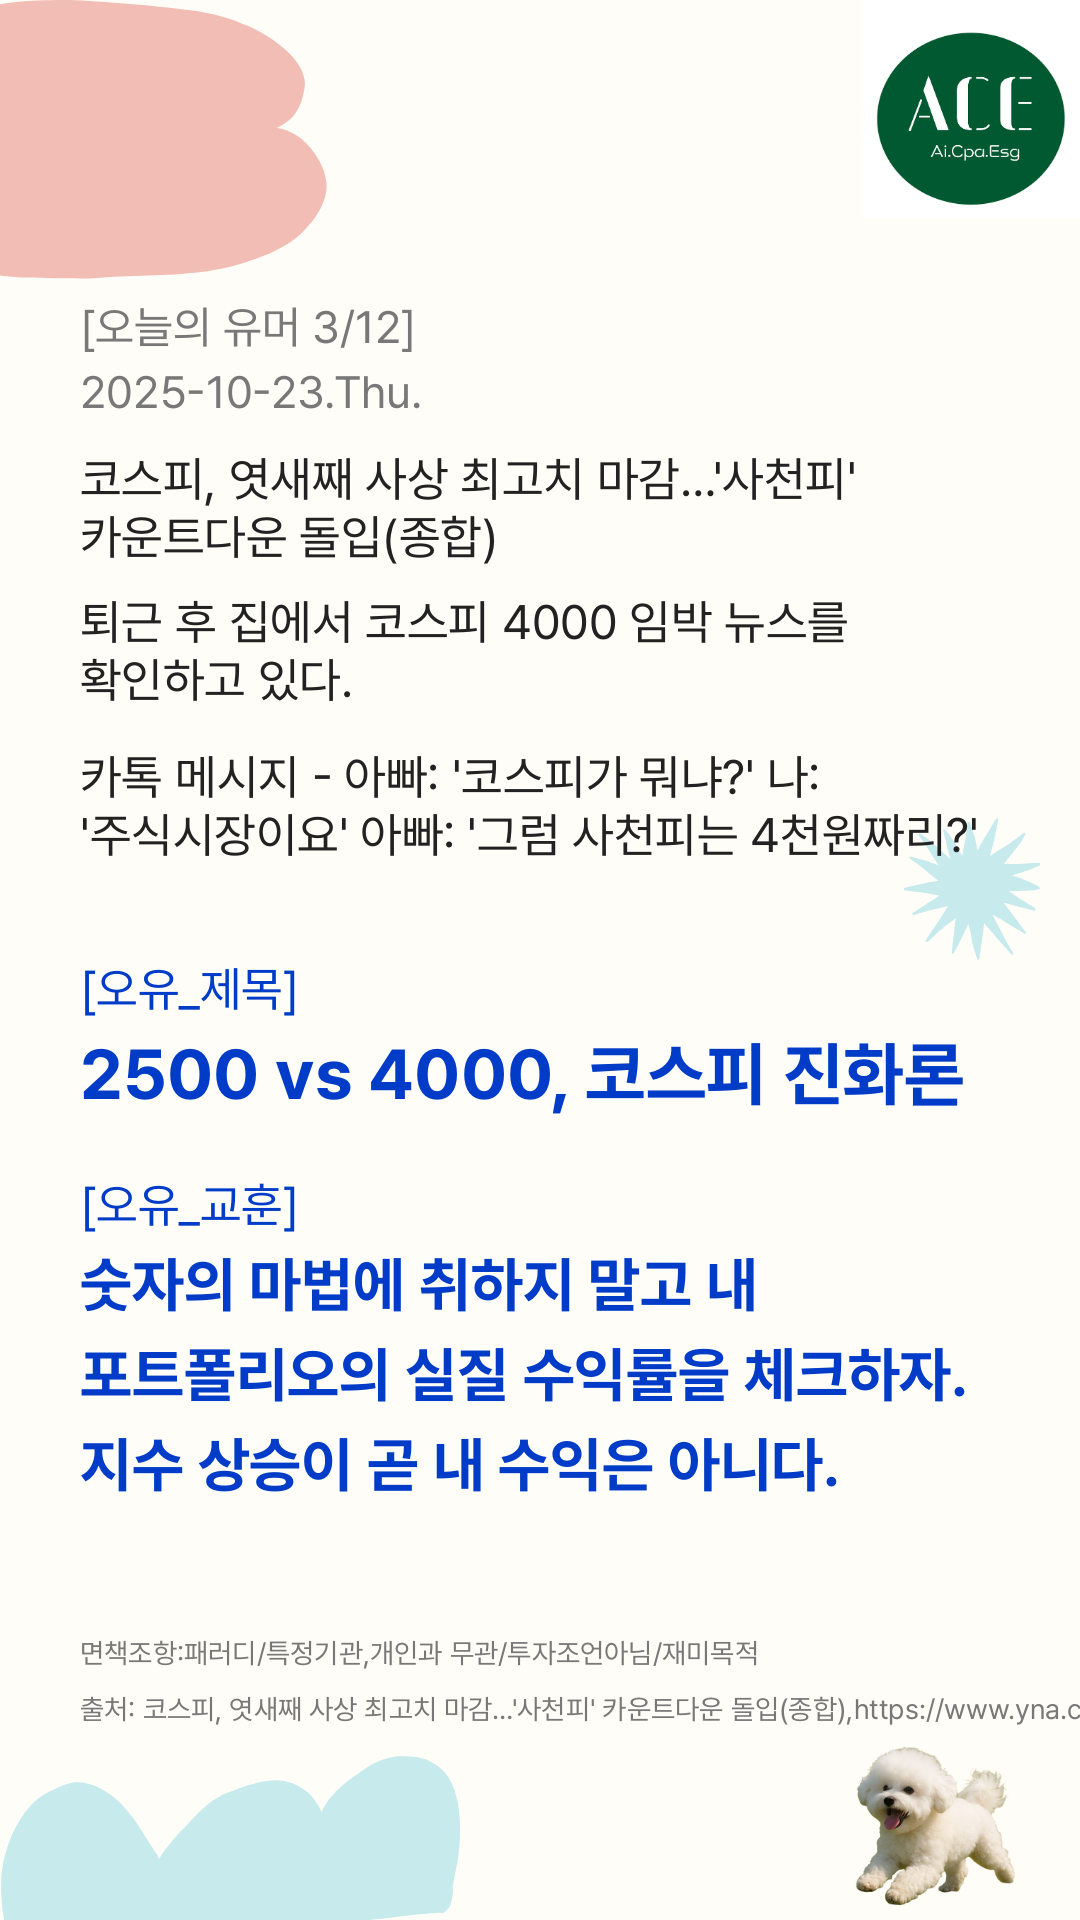 ACE
Ai.Cpa.Esg
[오늘의 유머 3/12]
2025-10-23.Thu.
코스피, 엿새째 사상 최고치 마감...'사천피'
카운트다운 돌입(종합)
퇴근 후 집에서 코스피 4000 임박 뉴스를
확인하고 있다.
카톡 메시지 - 아빠: '코스피가 뭐냐?' 나:
'주식시장이요' 아빠: '그럼 사천피는 4천원짜리?'
[오유_제목]
2500 vs 4000, 코스피 진화론
[오유_교훈]
숫자의 마법에 취하지 말고 내
포트폴리오의 실질 수익률을 체크하자.
지수 상승이 곧 내 수익은 아니다.
면책조항:패러디/특정기관,개인과 무관/투자조언아님/재미목적
출처: 코스피, 엿새째 사상 최고치 마감...'사천피' 카운트다운 돌입(종합),https://www.yna.c